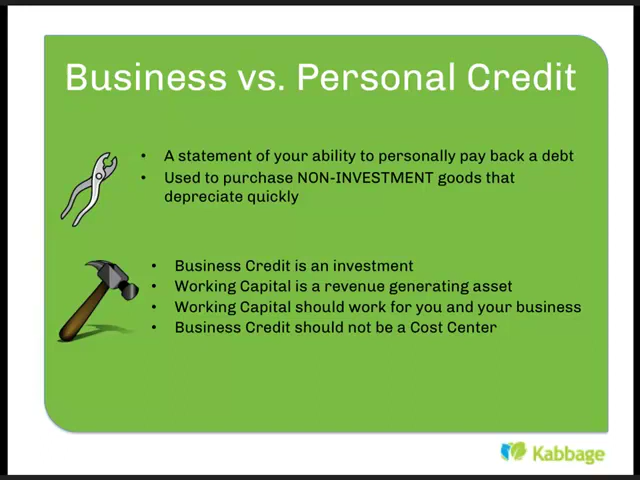 Business vs. Personal Credit
• A statement of your ability to personally pay back a debt
• Used to purchase NON-INVESTMENT goods that
depreciate quickly
• Business Credit is an investment
• Working Capital is a revenue generating asset
• Working Capital should work for you and your business
• Business Credit should not be a Cost Center
Kabbage